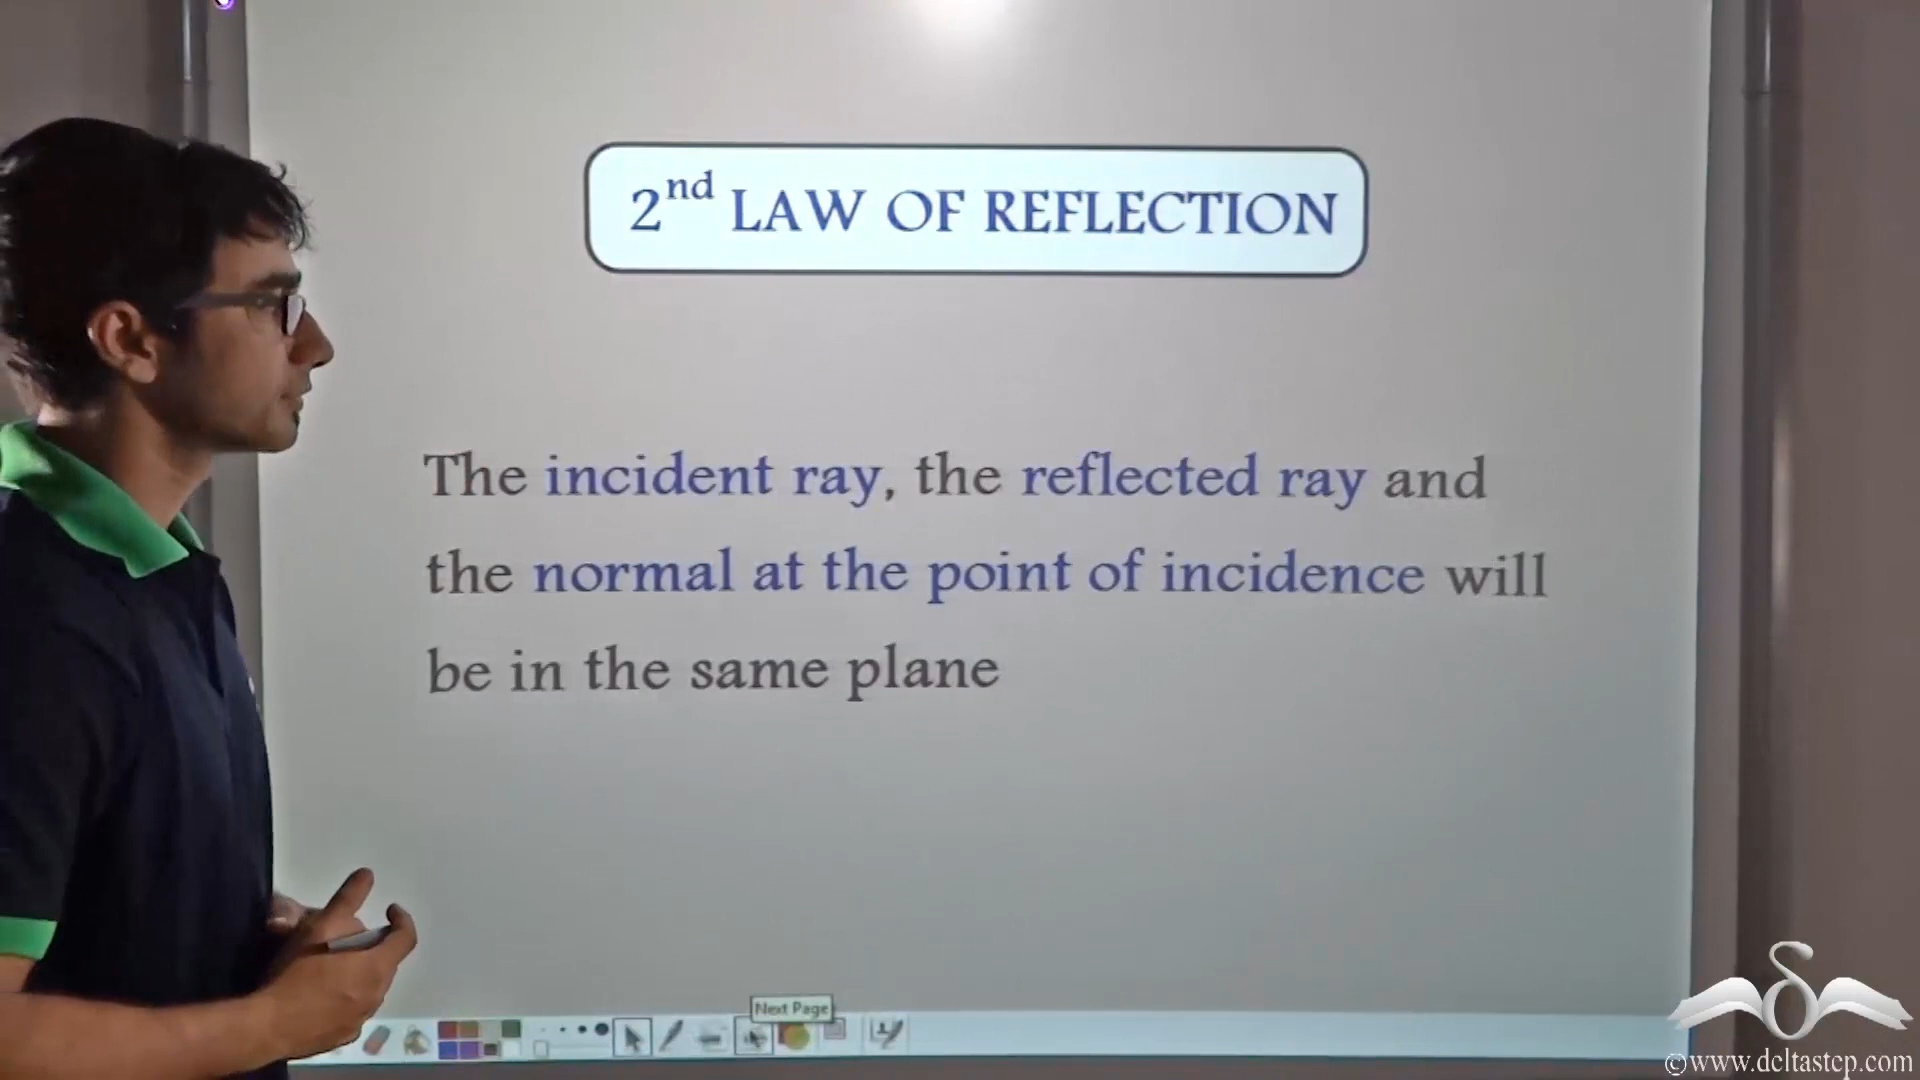 2nd LAW OF REFLECTION
The incident ray, the reflected ray and
the normal at the point of incidence will
be in the same plane
Next Page
©www.deltastep.com